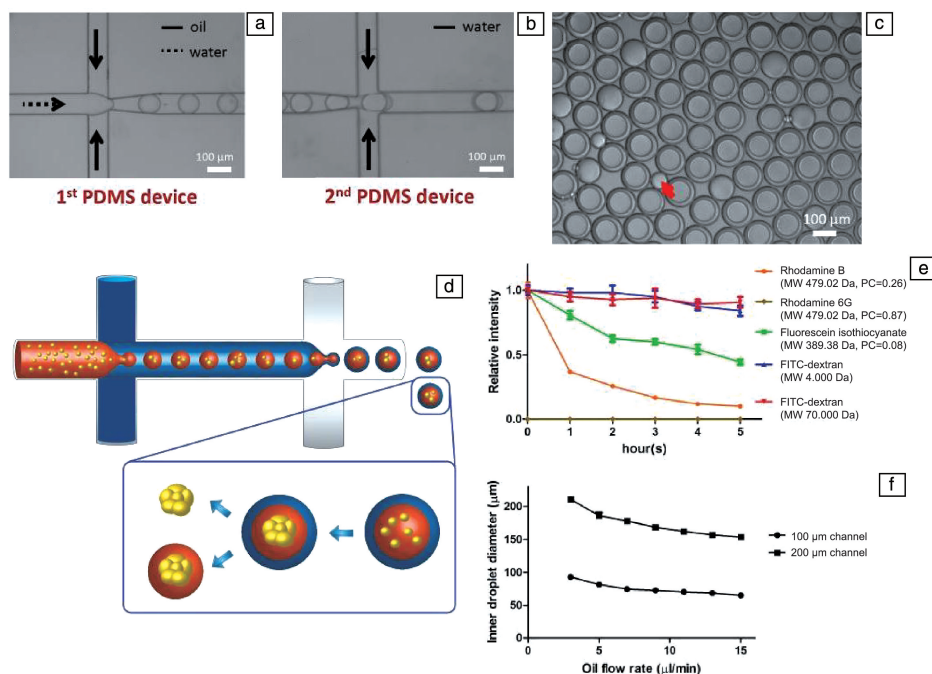 a
oil
water
100 µm
1st PDMS device
b
water
100 µm
2nd PDMS device
c
100 µm
d
e
Relative intensity
1.0
0.5
0.0
0 1 2 3 4 5
hour(s)
Rhodamine B
(MW 479.02 Da, PC=0.26)
Rhodamine 6G
(MW 479.02 Da, PC=0.87)
Fluorescein isothiocyanate
(MW 389.38 Da, PC=0.08)
FITC-dextran
(MW 4.000 Da)
FITC-dextran
(MW 70.000 Da)
f
Inner droplet diameter (µm)
200
150
100
50
0
0 5 10 15
Oil flow rate (µl/min)
100 µm channel
200 µm channel